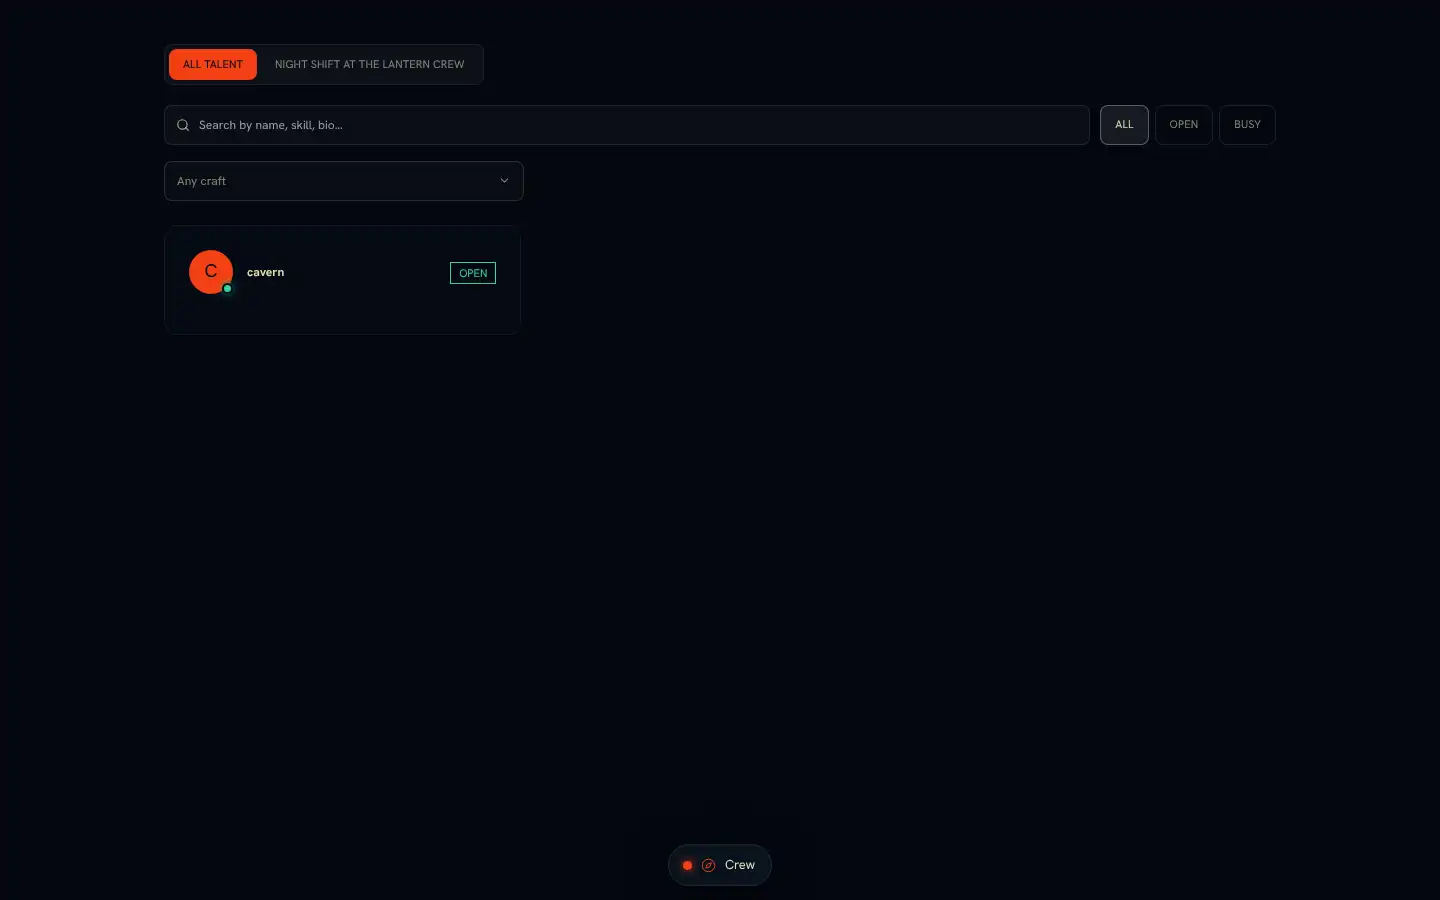 ALL TALENT NIGHT SHIFT AT THE LANTERN CREW
Search by name, skill, bio... ALL OPEN BUSY
Any craft
C cavern OPEN
Crew